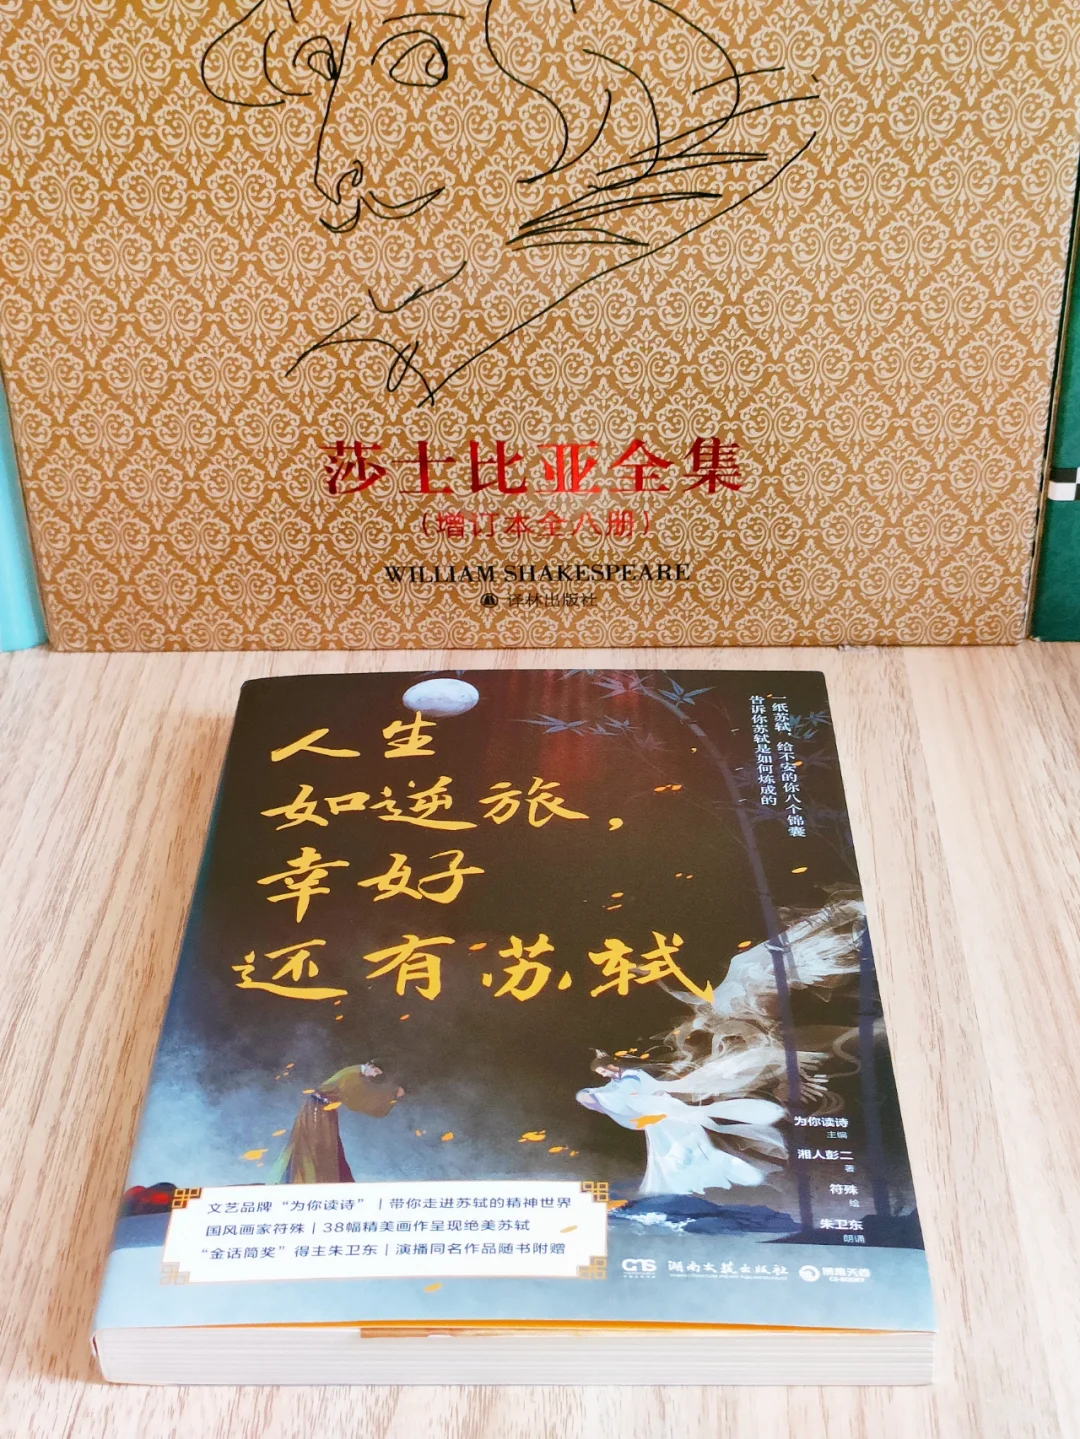 莎士比亚全集
（增订本全八册）
WILLIAM SHAKESPEARE
译林出版社
人生
如逆旅，
幸好
还有苏轼
一纸苏轼，给不安的你八个锦囊
告诉你苏轼是如何炼成的
为你读诗
主编
湘人彭二
著
符殊
绘
朱卫东
朗诵
文艺品牌“为你读诗”｜带你走进苏轼的精神世界
国风画家符殊｜38幅精美画作呈现绝美苏轼
“金话筒奖”得主朱卫东｜演播同名作品随书附赠
湖南文艺出版社
博集天卷
CS-BOOKY